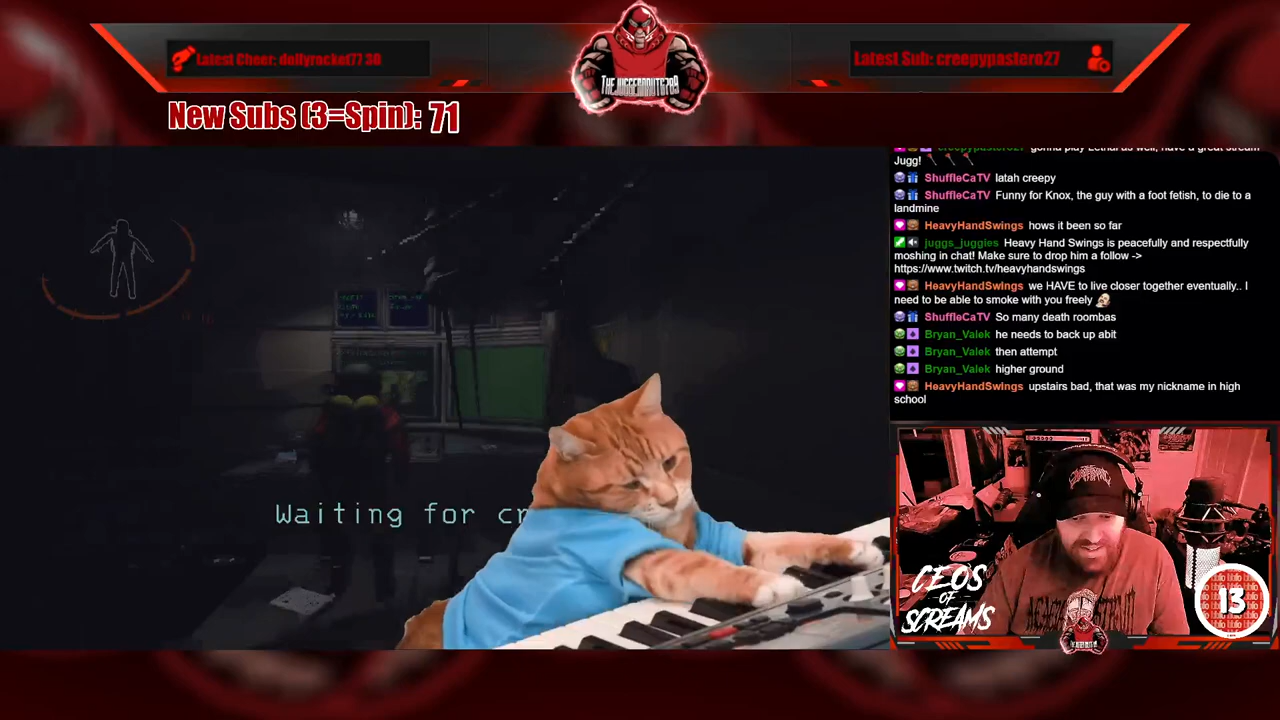 Latest Cheer: dollyrocket77 30
THEJUGGERNAUT6789
Latest Sub: creepypastero27
New Subs (3=Spin): 71
creepypastero27 gonna play Lethal as well, have a great stream
Jugg!
ShuffleCaTV latah creepy
ShuffleCaTV Funny for Knox, the guy with a foot fetish, to die to a
landmine
HeavyHandSwings hows it been so far
juggs_juggies Heavy Hand Swings is peacefully and respectfully
moshing in chat! Make sure to drop him a follow ->
https://www.twitch.tv/heavyhandswings
HeavyHandSwings we HAVE to live closer together eventually.. I
need to be able to smoke with you freely
ShuffleCaTV So many death roombas
Bryan_Valek he needs to back up abit
Bryan_Valek then attempt
Bryan_Valek higher ground
HeavyHandSwings upstairs bad, that was my nickname in high
school
Waiting for cr
CEOS
OF
SCREAMS
13